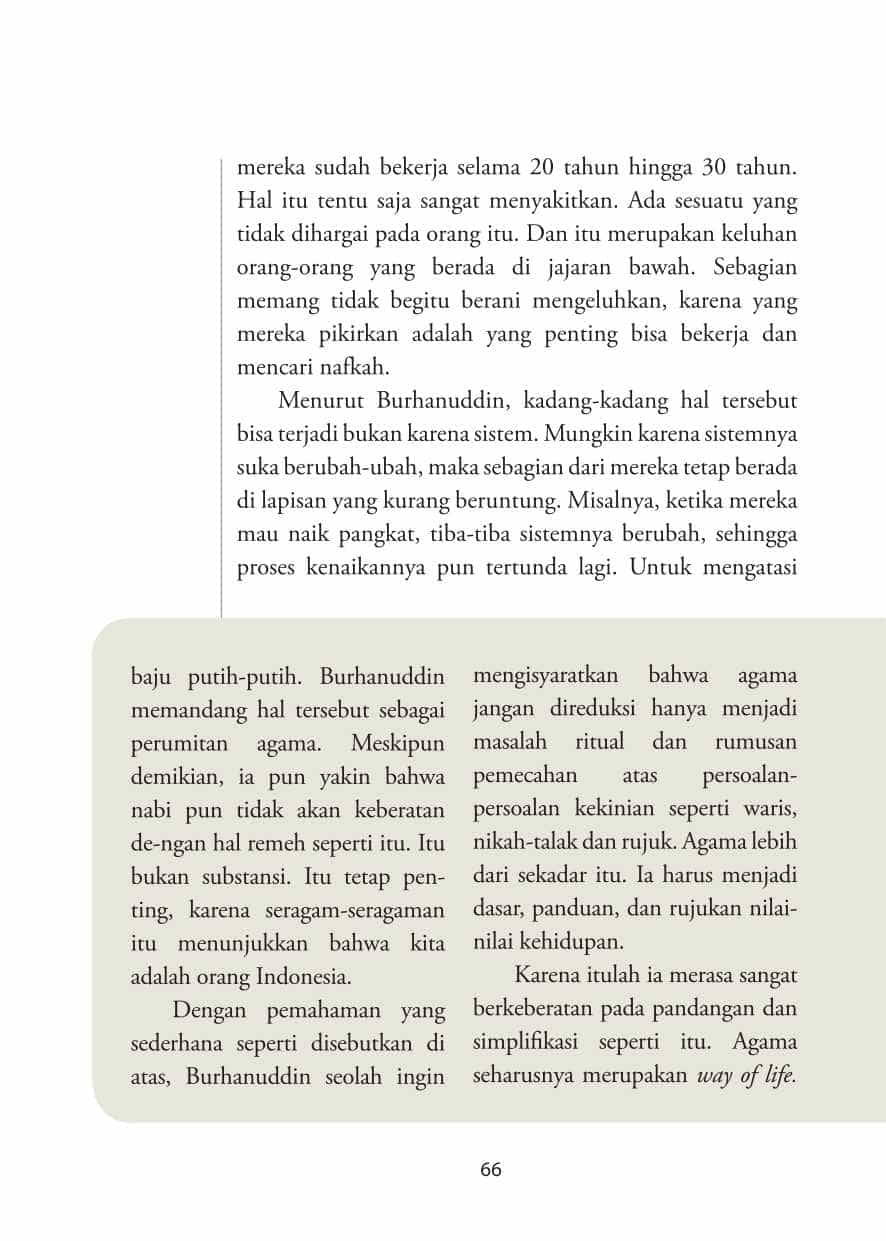 mereka sudah bekerja selama 20 tahun hingga 30 tahun.
Hal itu tentu saja sangat menyakitkan. Ada sesuatu yang
tidak dihargai pada orang itu. Dan itu merupakan keluhan
orang-orang yang berada di jajaran bawah. Sebagian
memang tidak begitu berani mengeluhkan, karena yang
mereka pikirkan adalah yang penting bisa bekerja dan
mencari nafkah.
Menurut Burhanuddin, kadang-kadang hal tersebut
bisa terjadi bukan karena sistem. Mungkin karena sistemnya
suka berubah-ubah, maka sebagian dari mereka tetap berada
di lapisan yang kurang beruntung. Misalnya, ketika mereka
mau naik pangkat, tiba-tiba sistemnya berubah, sehingga
proses kenaikannya pun tertunda lagi. Untuk mengatasi
baju putih-putih. Burhanuddin
memandang hal tersebut sebagai
perumitan agama. Meskipun
demikian, ia pun yakin bahwa
nabi pun tidak akan keberatan
de-ngan hal remeh seperti itu. Itu
bukan substansi. Itu tetap pen-
ting, karena seragam-seragaman
itu menunjukkan bahwa kita
adalah orang Indonesia.
Dengan pemahaman yang
sederhana seperti disebutkan di
atas, Burhanuddin seolah ingin
mengisyaratkan bahwa agama
jangan direduksi hanya menjadi
masalah ritual dan rumusan
pemecahan atas persoalan-
persoalan kekinian seperti waris,
nikah-talak dan rujuk. Agama lebih
dari sekadar itu. Ia harus menjadi
dasar, panduan, dan rujukan nilai-
nilai kehidupan.
Karena itulah ia merasa sangat
berkeberatan pada pandangan dan
simplifikasi seperti itu. Agama
seharusnya merupakan way of life.
66